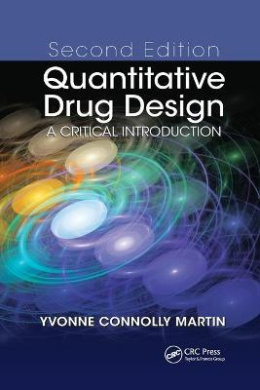 Second Edition
Quantitative
Drug Design
A CRITICAL INTRODUCTION
YVONNE CONNOLLY MARTIN
CRC Press
Taylor & Francis Group